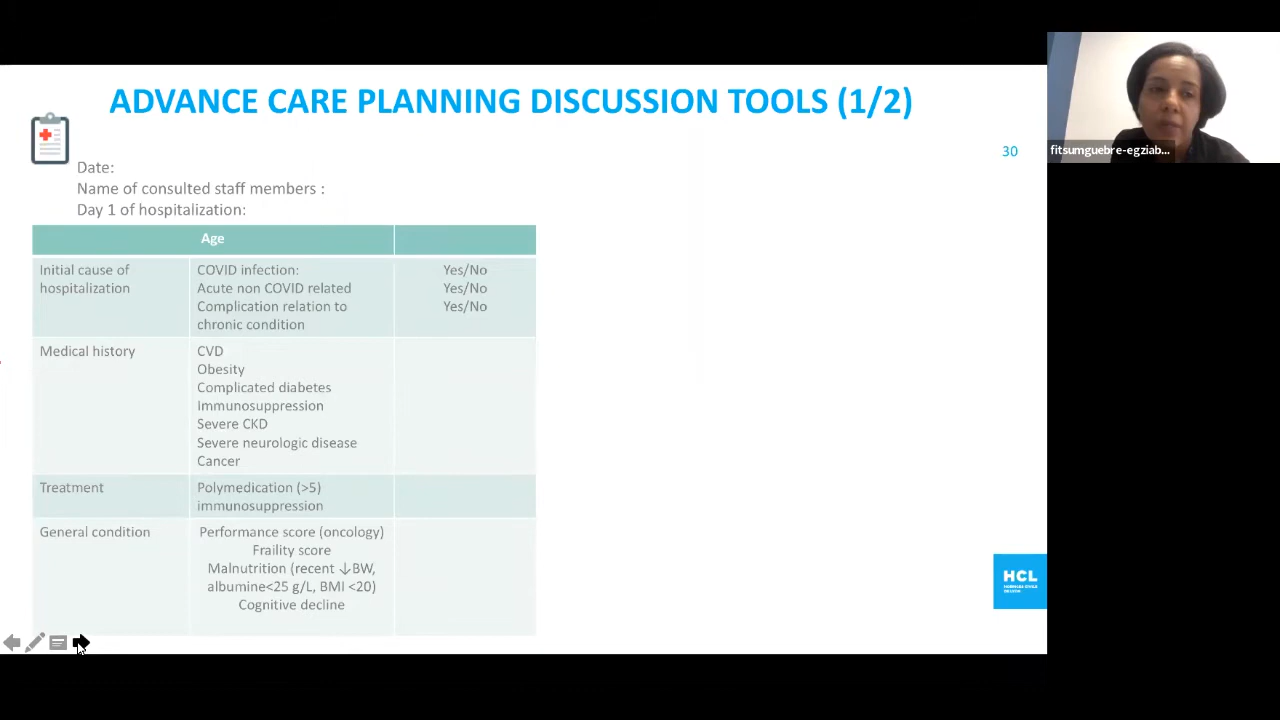 ADVANCE CARE PLANNING DISCUSSION TOOLS (1/2)
30
fitsumguebre-egziab...
Date:
Name of consulted staff members :
Day 1 of hospitalization:
Age
Initial cause of
hospitalization
COVID infection:
Acute non COVID related
Complication relation to
chronic condition
Yes/No
Yes/No
Yes/No
Medical history
CVD
Obesity
Complicated diabetes
Immunosuppression
Severe CKD
Severe neurologic disease
Cancer
Treatment
Polymedication (>5)
immunosuppression
General condition
Performance score (oncology)
Fraility score
Malnutrition (recent ↓BW,
albumine<25 g/L, BMI <20)
Cognitive decline
HCL